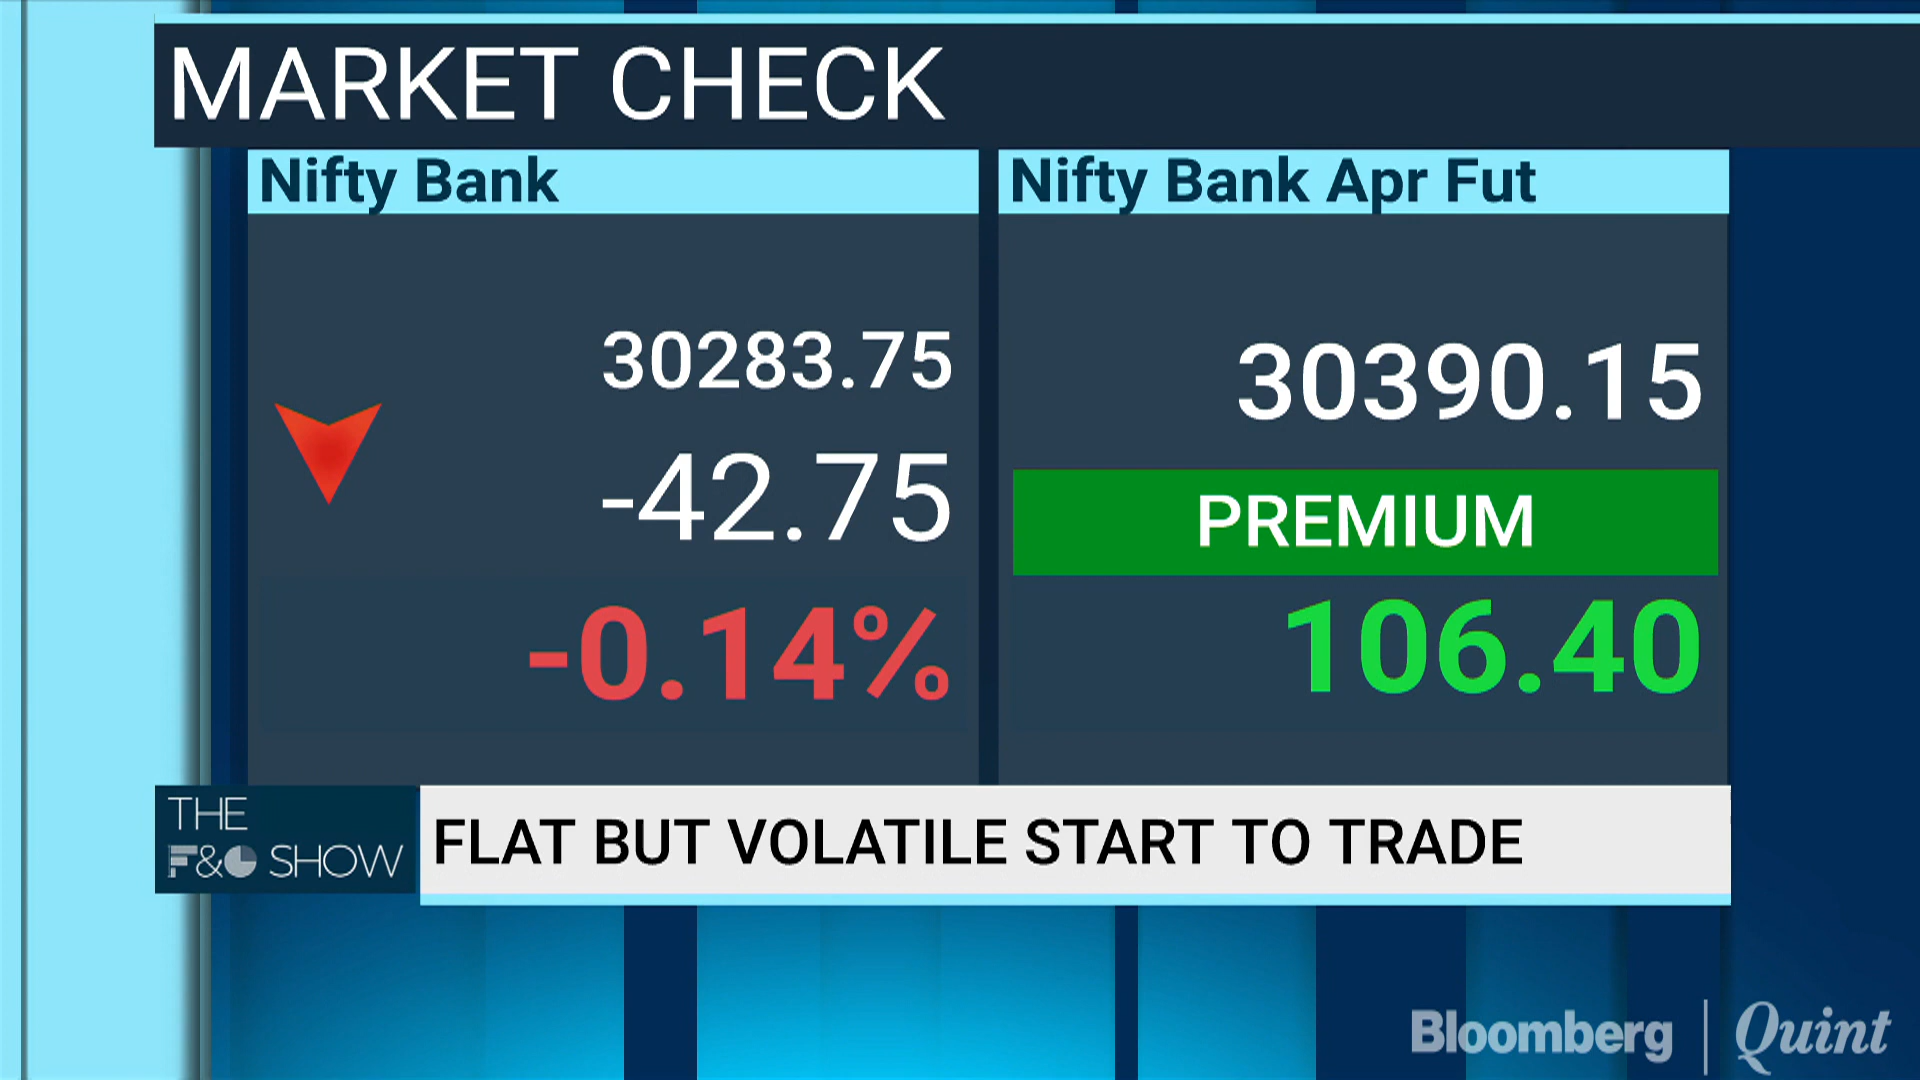 MARKET CHECK
Nifty Bank
30283.75
-42.75
-0.14%
Nifty Bank Apr Fut
30390.15
PREMIUM
106.40
THE
F&O SHOW
FLAT BUT VOLATILE START TO TRADE
Bloomberg | Quint